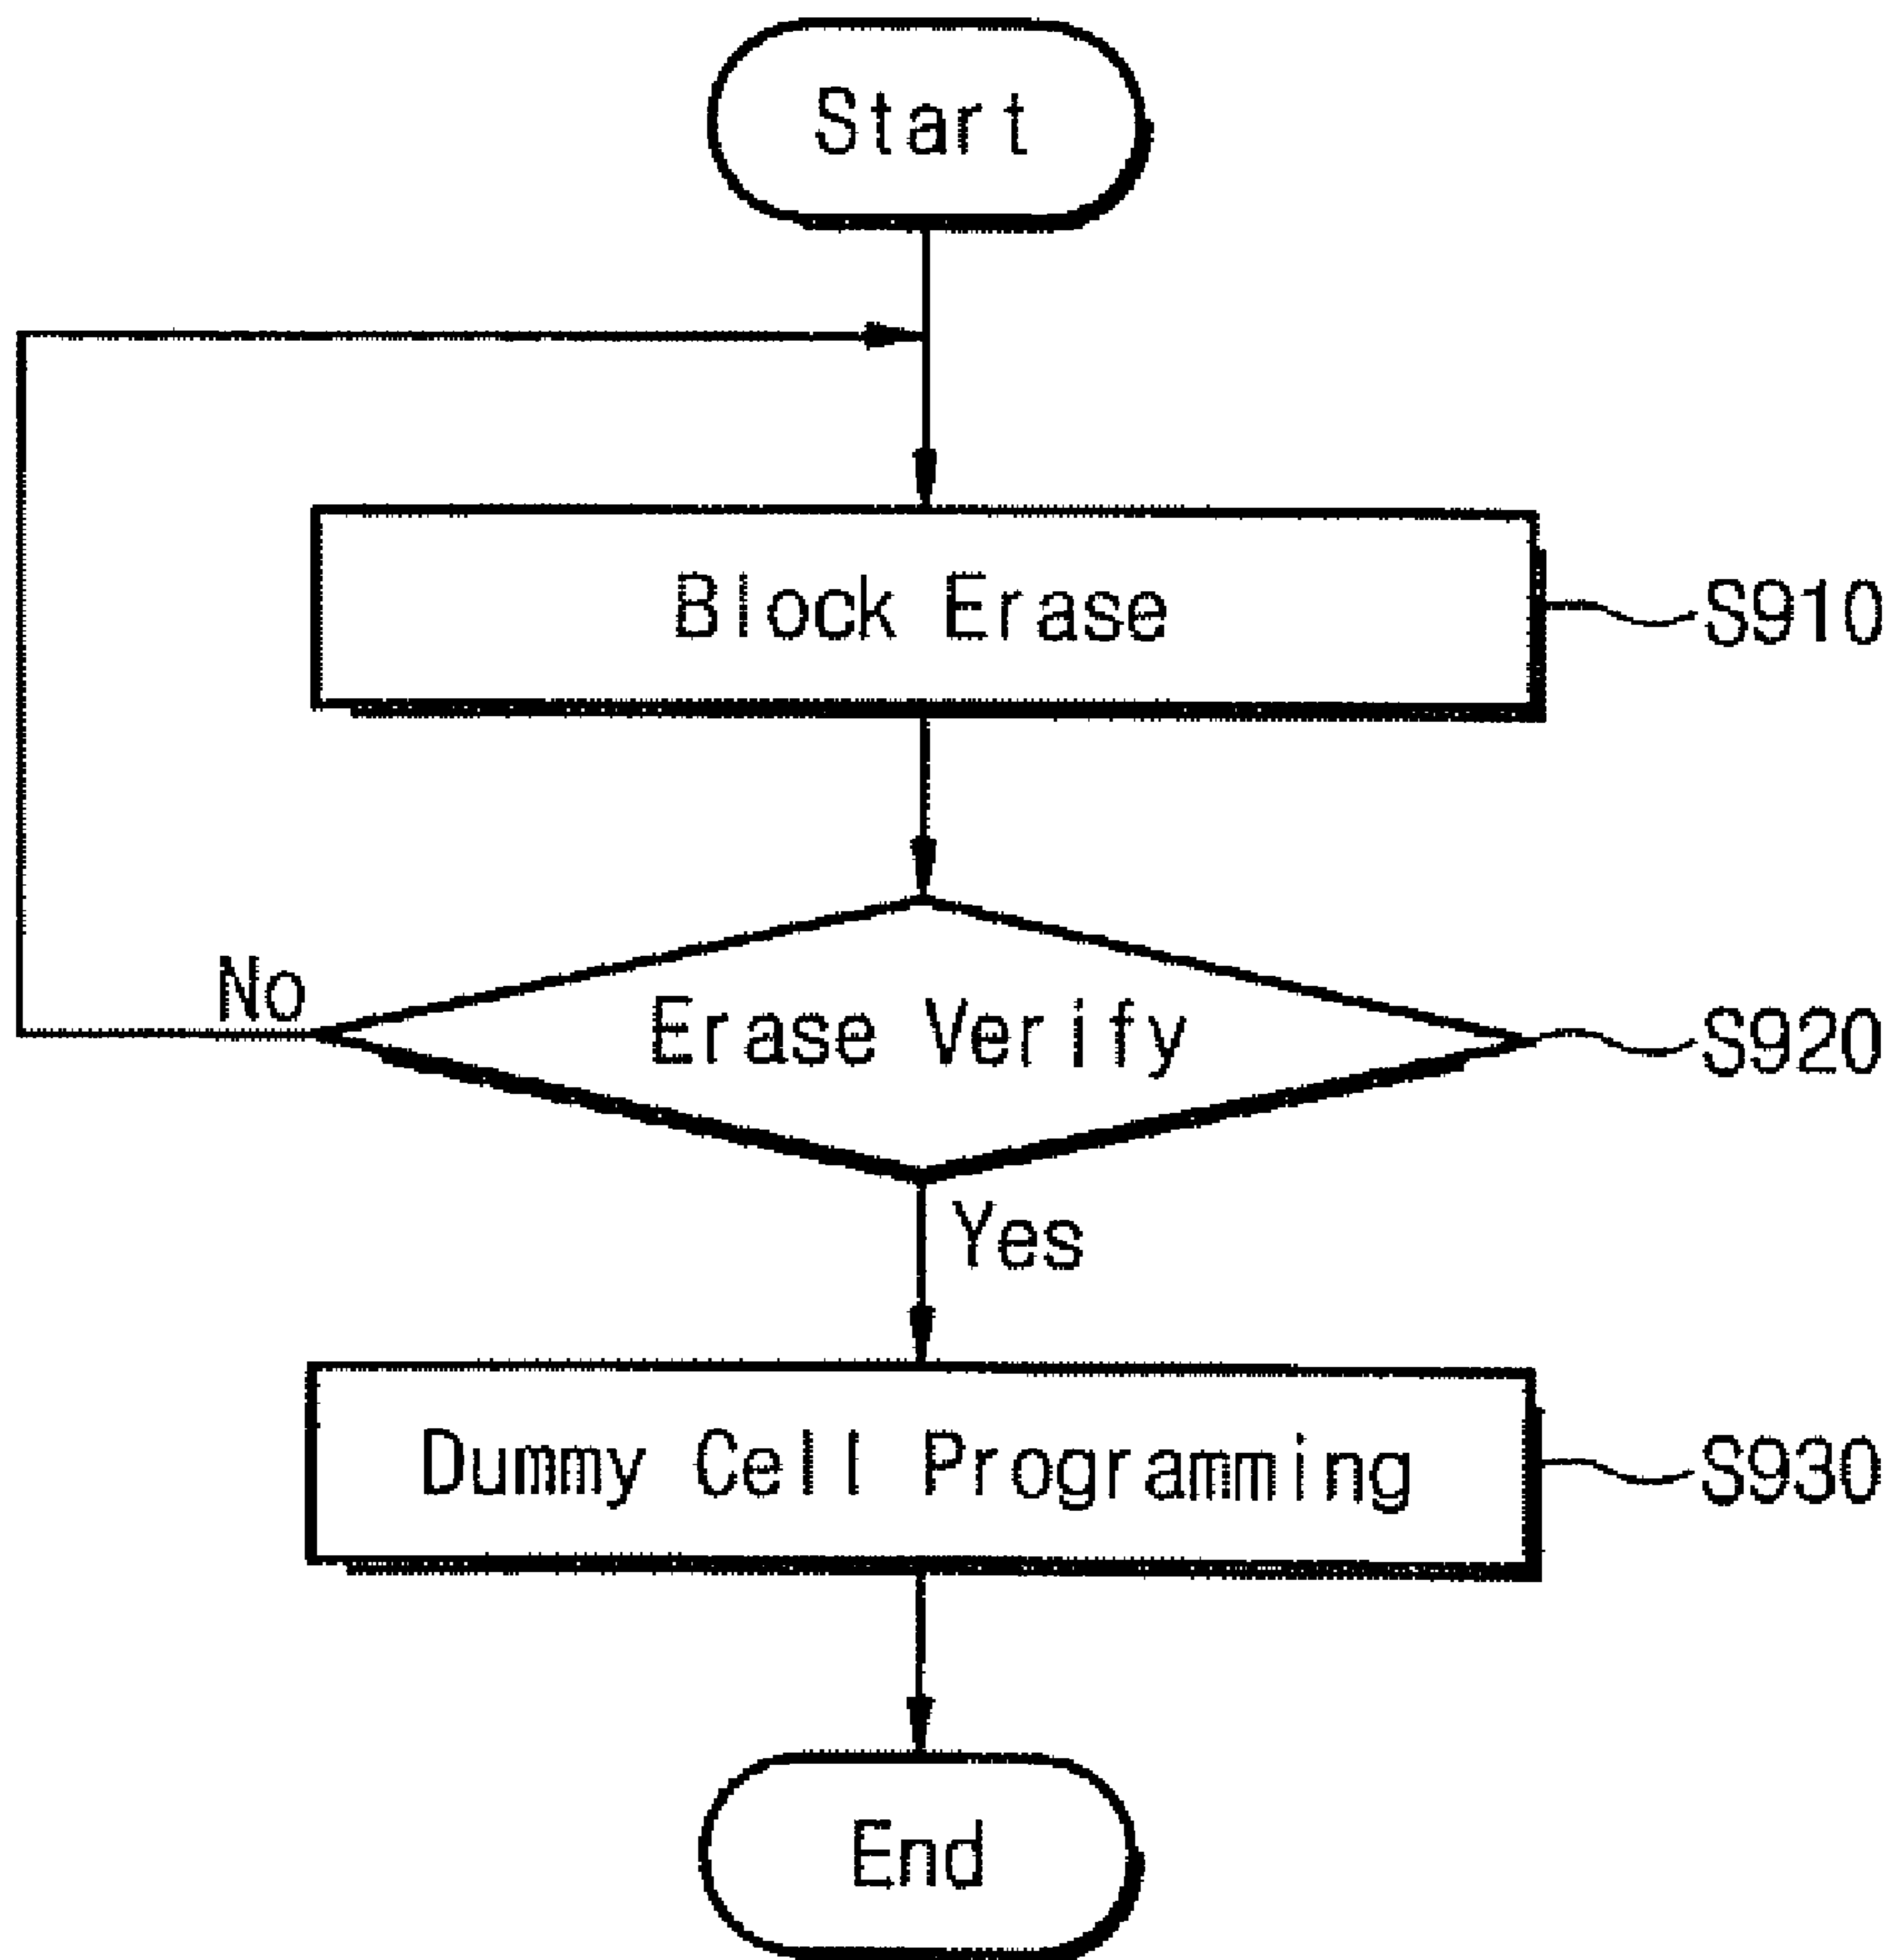 Start
Block Erase
S910
No
Erase Verify
S920
Yes
Dummy Cell Programming
S930
End